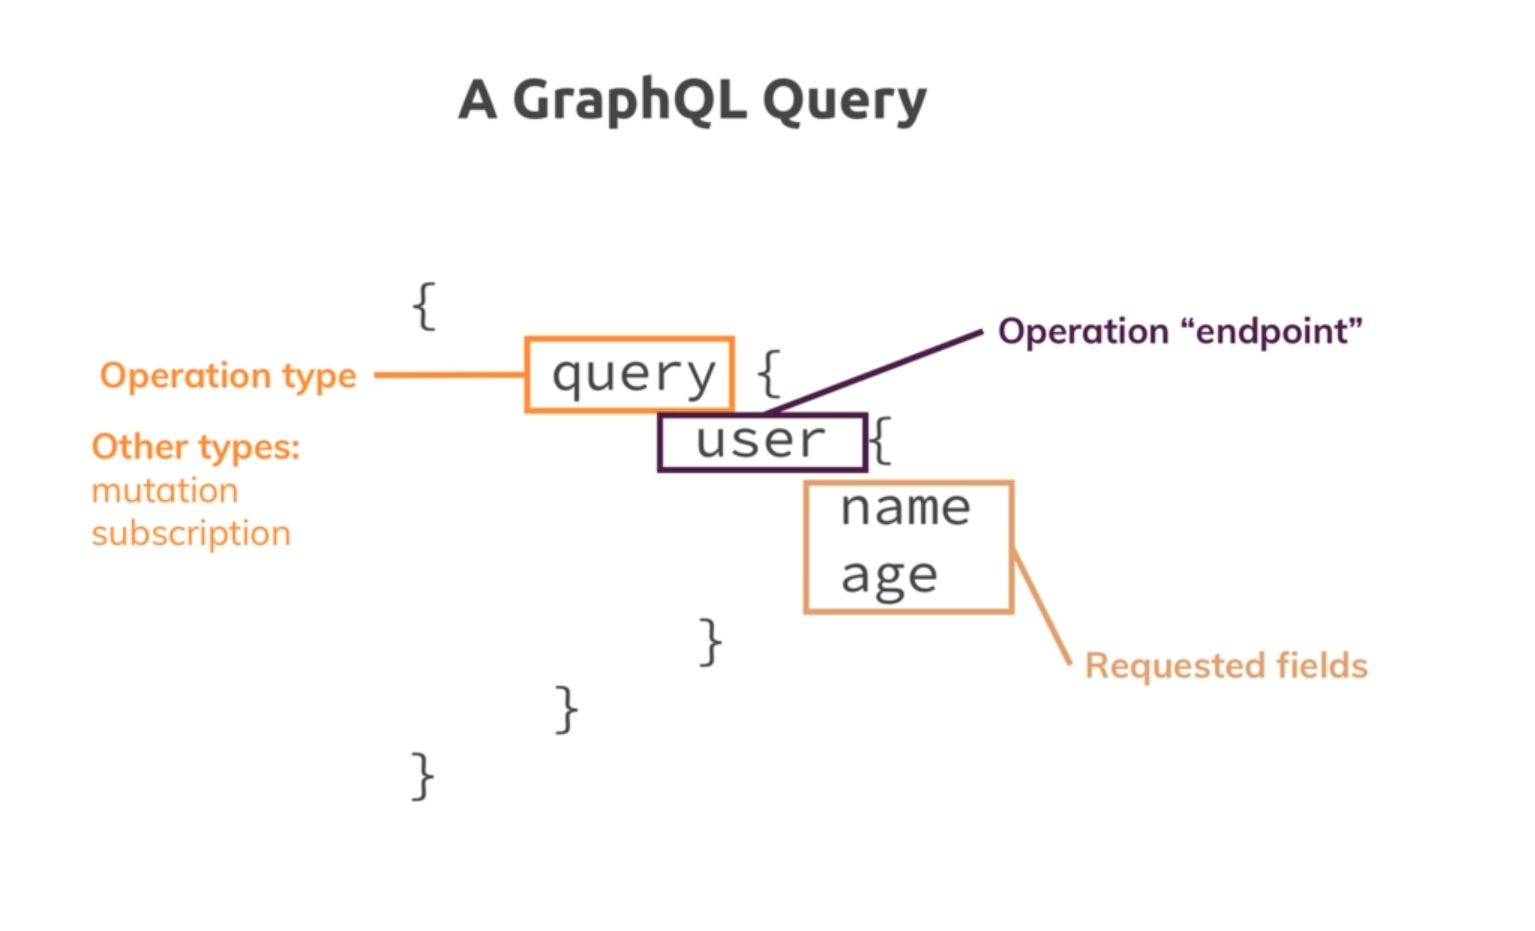 A GraphQL Query
{
Operation “endpoint”
Operation type
query {
user {
Other types:
mutation
subscription
name
age
}
Requested fields
}
}